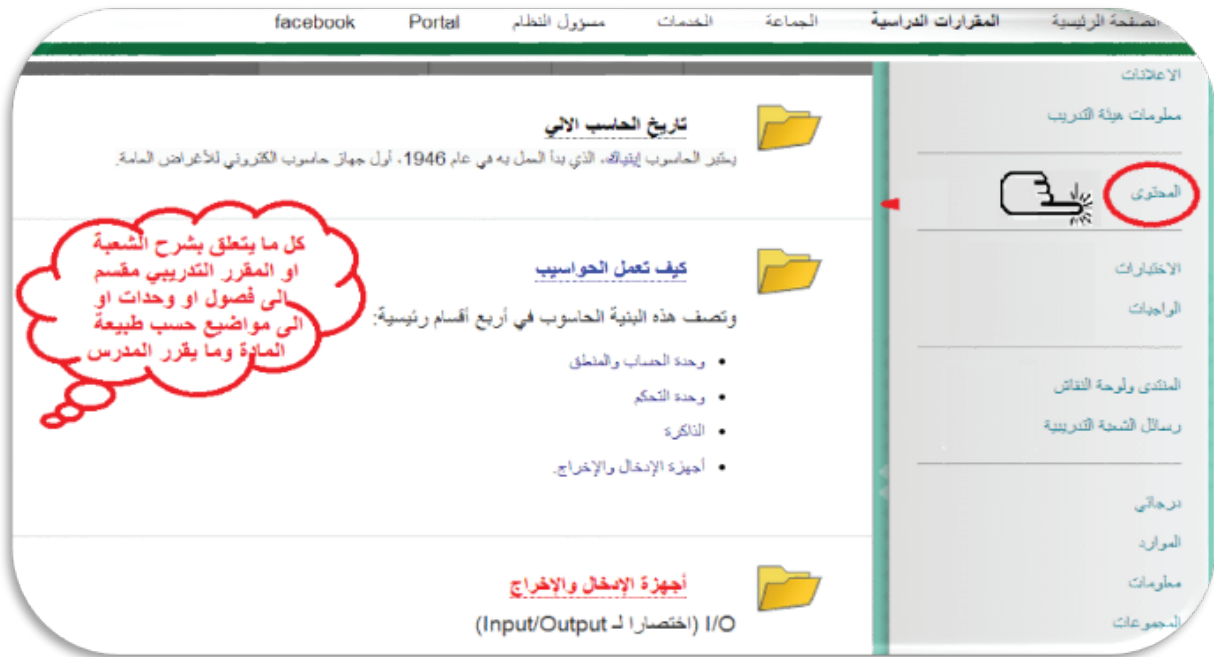 الصفحة الرئيسية المقرارات الدراسية الجماعة الخدمات مسؤول النظام Portal facebook
الاعلانات
معلومات هيئة التدريب
المحتوى
الاختبارات
الواجبات
المنتدى ولوحة النقاش
رسائل الشعبة التدريبية
درجاتي
الموارد
معلومات
المجموعات
تاريخ الحاسب الالي
يعتبر الحاسوب إينياك، الذي بدأ العمل به في عام 1946، أول جهاز حاسوب الكتروني للأغراض العامة.
كيف تعمل الحواسيب
وتصف هذه البنية الحاسوب في أربع أقسام رئيسية:
• وحدة الحساب والمنطق
• وحدة التحكم
• الذاكرة
• أجهزة الإدخال والإخراج.
أجهزة الإدخال والإخراج
I/O (اختصارا لـ Input/Output)
كل ما يتعلق بشرح الشعبة
او المقرر التدريبي مقسم
الى فصول او وحدات او
الى مواضيع حسب طبيعة
المادة وما يقرر المدرس